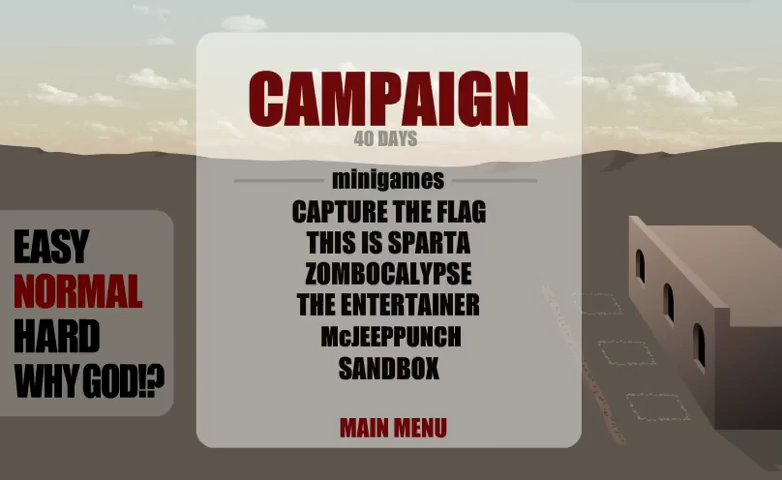 CAMPAIGN
40 DAYS
minigames
CAPTURE THE FLAG
THIS IS SPARTA
ZOMBOCALYPSE
THE ENTERTAINER
McJEEPPUNCH
SANDBOX
MAIN MENU
EASY
NORMAL
HARD
WHY GOD!?